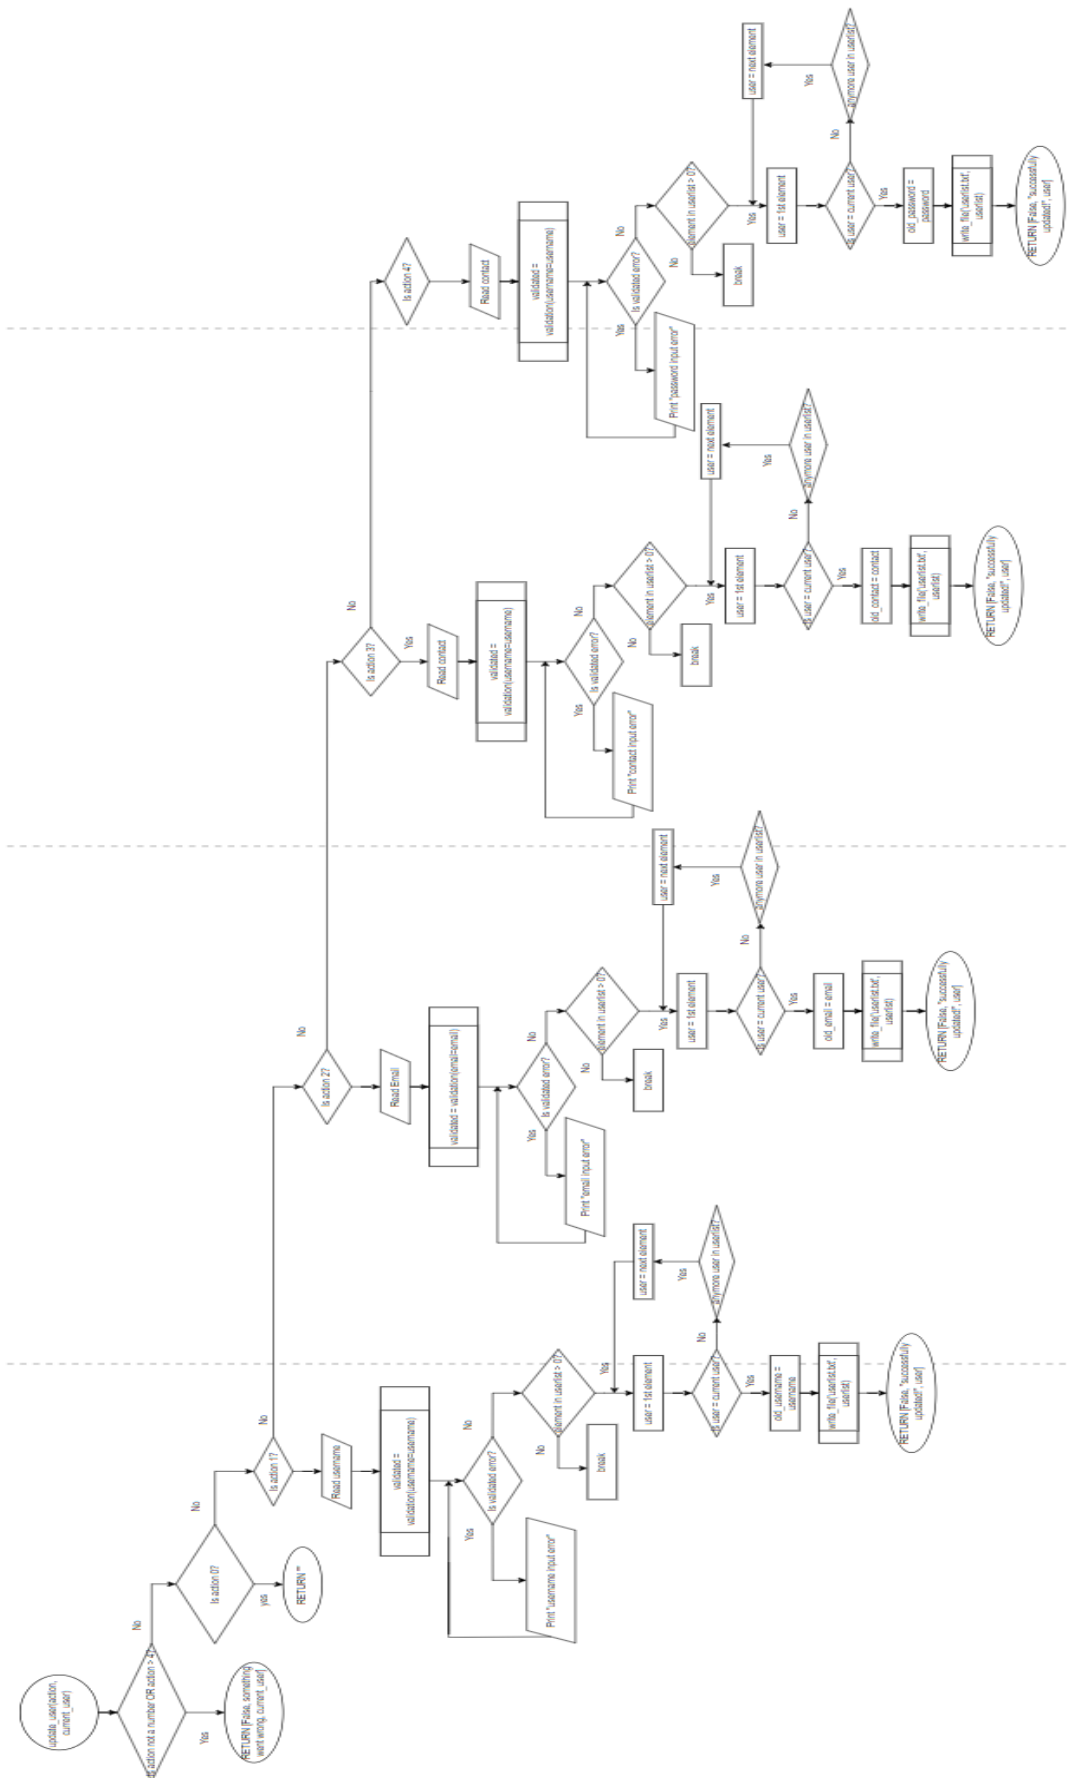 update_user(action,
current_user)
Is action not a number OR action > 4?
Yes
RETURN [False, something
went wrong, current_user]
No
Is action 0?
yes
RETURN ""
No
Is action 1?
No
Read username
validated =
validation(username=username)
Is validated error?
Yes
Print "username input error"
No
element in userlist > 0?
No
break
Yes
user = 1st element
user = next element
Is user = current user?
No
anymore user in userlist?
Yes
Yes
old_username =
username
write_file('userlist.txt',
userlist)
RETURN [False, "successfully
updated!", user]
Is action 2?
No
Read Email
validated = validation(email=email)
Is validated error?
Yes
Print "email input error"
No
element in userlist > 0?
No
break
Yes
user = 1st element
user = next element
Is user = current user?
No
anymore user in userlist?
Yes
Yes
old_email = email
write_file('userlist.txt',
userlist)
RETURN [False, "successfully
updated!", user]
Is action 3?
No
Yes
Read contact
validated =
validation(username=username)
Is validated error?
Yes
Print "contact input error"
No
element in userlist > 0?
No
break
Yes
user = 1st element
user = next element
Is user = current user?
No
anymore user in userlist?
Yes
Yes
old_contact = contact
write_file('userlist.txt',
userlist)
RETURN [False, "successfully
updated!", user]
Is action 4?
Read contact
validated =
validation(username=username)
Is validated error?
Yes
Print "password input error"
No
element in userlist > 0?
No
break
Yes
user = 1st element
user = next element
Is user = current user?
No
anymore user in userlist?
Yes
Yes
old_password =
password
write_file('userlist.txt',
userlist)
RETURN [False, "successfully
updated!", user]